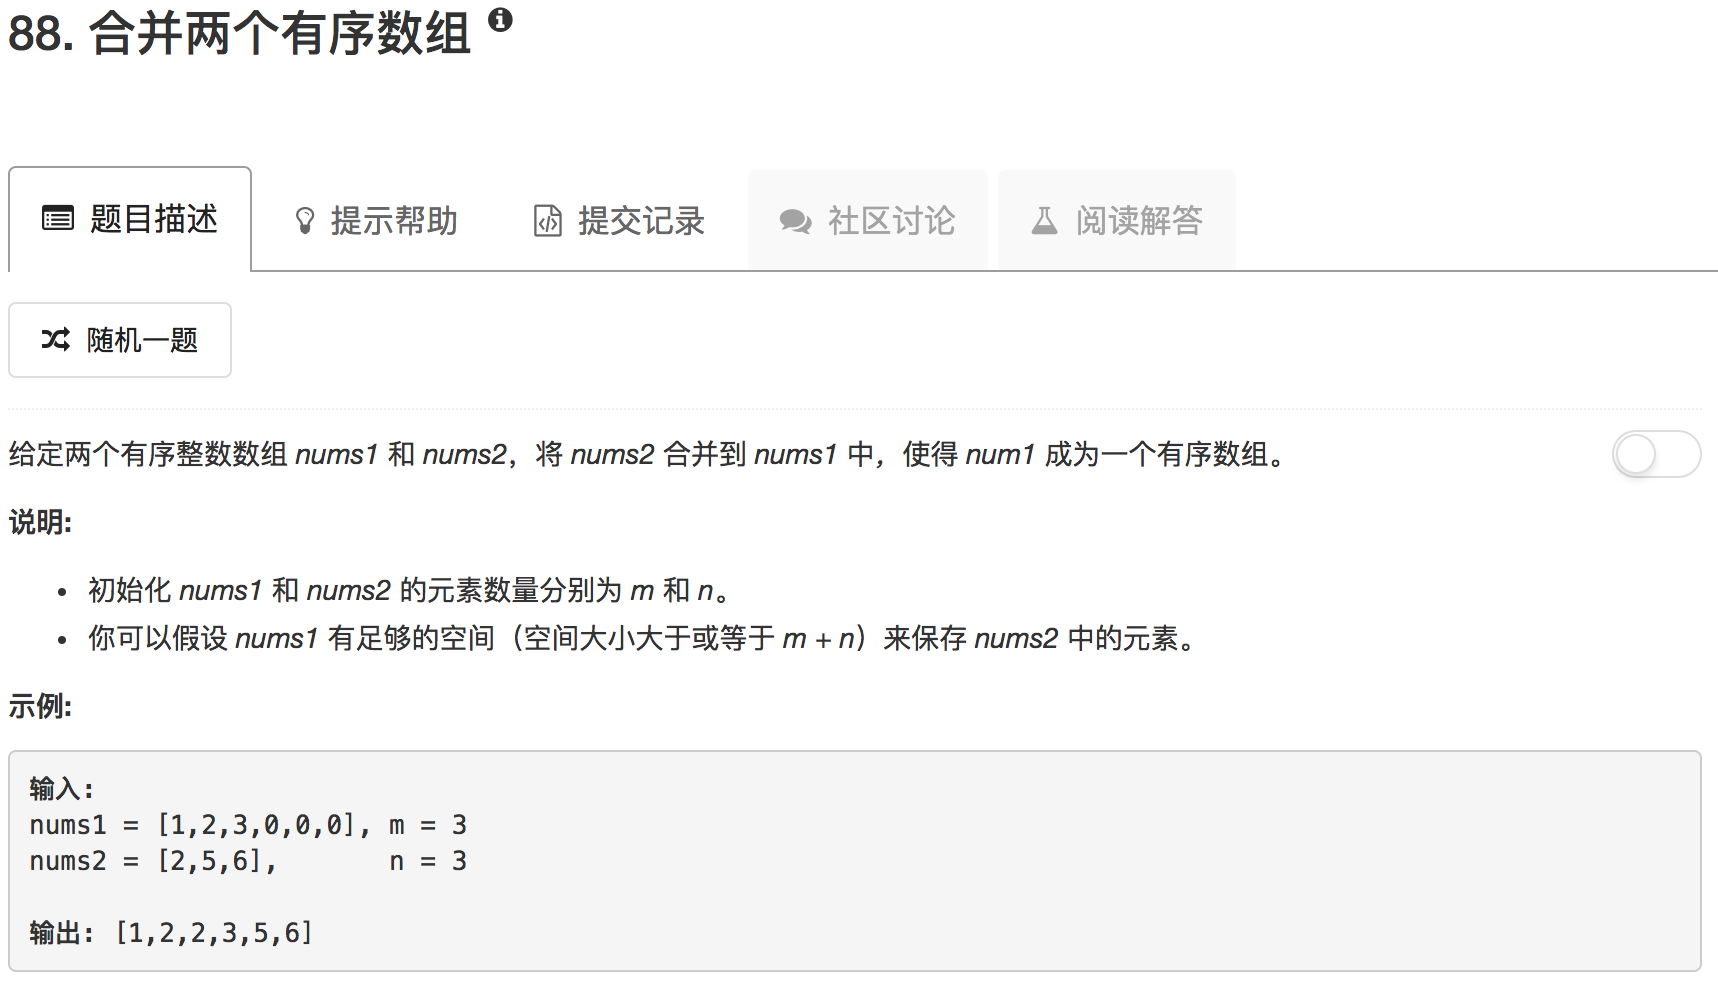 88. 合并两个有序数组
题目描述 提示帮助 提交记录 社区讨论 阅读解答
随机一题
给定两个有序整数数组 nums1 和 nums2，将 nums2 合并到 nums1 中，使得 num1 成为一个有序数组。
说明:
• 初始化 nums1 和 nums2 的元素数量分别为 m 和 n。
• 你可以假设 nums1 有足够的空间（空间大小大于或等于 m + n）来保存 nums2 中的元素。
示例:
输入:
nums1 = [1,2,3,0,0,0], m = 3
nums2 = [2,5,6],       n = 3
输出: [1,2,2,3,5,6]